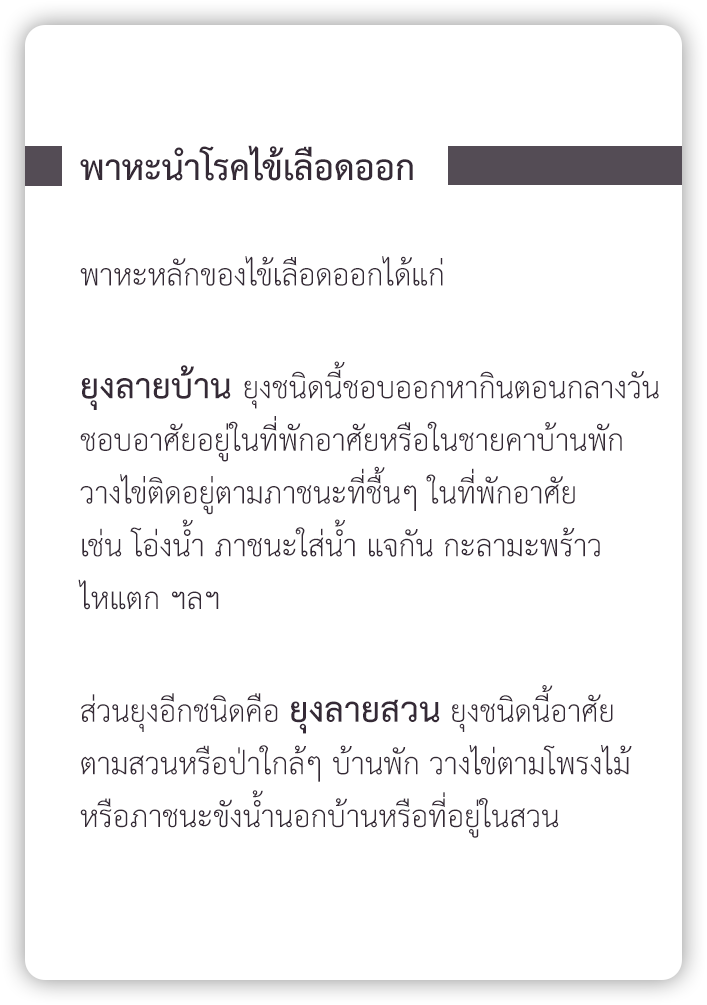 พาหะนำโรคไข้เลือดออก
พาหะหลักของไข้เลือดออกได้แก่
ยุงลายบ้าน ยุงชนิดนี้ชอบออกหากินตอนกลางวัน
ชอบอาศัยอยู่ในที่พักอาศัยหรือในชายคาบ้านพัก
วางไข่ติดอยู่ตามภาชนะที่ชื้นๆ ในที่พักอาศัย
เช่น โอ่งน้ำ ภาชนะใส่น้ำ แจกัน กะลามะพร้าว
ไหแตก ฯลฯ
ส่วนยุงอีกชนิดคือ ยุงลายสวน ยุงชนิดนี้อาศัย
ตามสวนหรือป่าใกล้ๆ บ้านพัก วางไข่ตามโพรงไม้
หรือภาชนะขังน้ำนอกบ้านหรือที่อยู่ในสวน